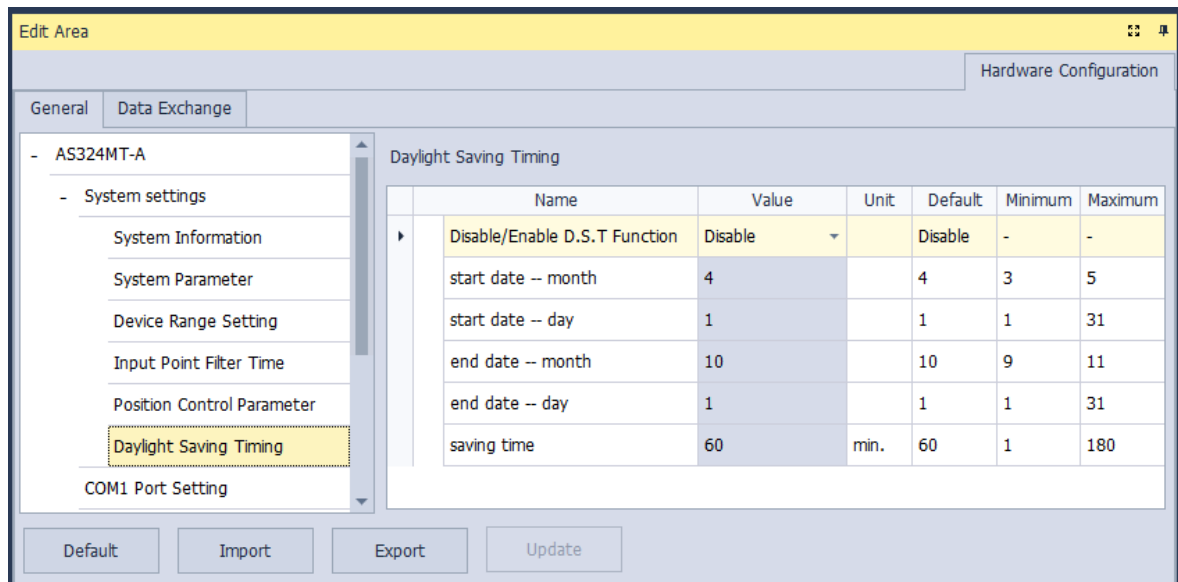 Edit Area
Hardware Configuration
General Data Exchange
- AS324MT-A
- System settings
System Information
System Parameter
Device Range Setting
Input Point Filter Time
Position Control Parameter
Daylight Saving Timing
COM1 Port Setting
Daylight Saving Timing
Name Value Unit Default Minimum Maximum
Disable/Enable D.S.T Function Disable Disable - -
start date -- month 4 4 3 5
start date -- day 1 1 1 31
end date -- month 10 10 9 11
end date -- day 1 1 1 31
saving time 60 min. 60 1 180
Default Import Export Update